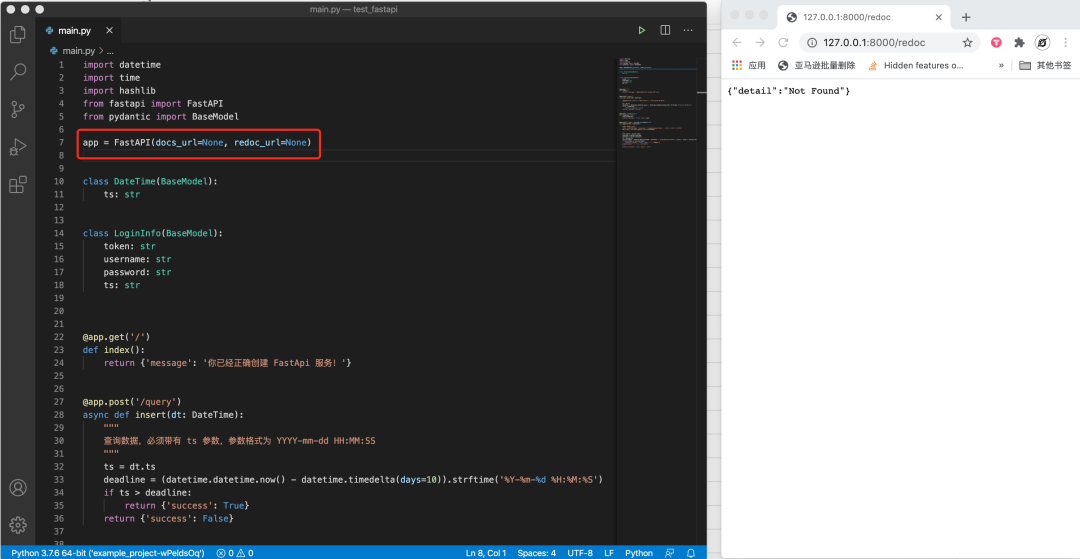 main.py — test_fastapi
main.py
main.py > ...
1 import datetime
2 import time
3 import hashlib
4 from fastapi import FastAPI
5 from pydantic import BaseModel
6
7 app = FastAPI(docs_url=None, redoc_url=None)
8
9
10 class DateTime(BaseModel):
11 ts: str
12
13
14 class LoginInfo(BaseModel):
15 token: str
16 username: str
17 password: str
18 ts: str
19
20
21
22 @app.get('/')
23 def index():
24 return {'message': '你已经正确创建 FastApi 服务！'}
25
26
27 @app.post('/query')
28 async def insert(dt: DateTime):
29 """
30 查询数据，必须带有 ts 参数，参数格式为 YYYY-mm-dd HH:MM:SS
31 """
32 ts = dt.ts
33 deadline = (datetime.datetime.now() - datetime.timedelta(days=10)).strftime('%Y-%m-%d %H:%M:%S')
34 if ts > deadline:
35 return {'success': True}
36 return {'success': False}
37
38
Python 3.7.6 64-bit ('example_project-wPeldsOq') 0 0 Ln 8, Col 1 Spaces: 4 UTF-8 LF Python
127.0.0.1:8000/redoc
127.0.0.1:8000/redoc
应用 亚马逊批量删除 Hidden features o... » 其他书签
{"detail":"Not Found"}